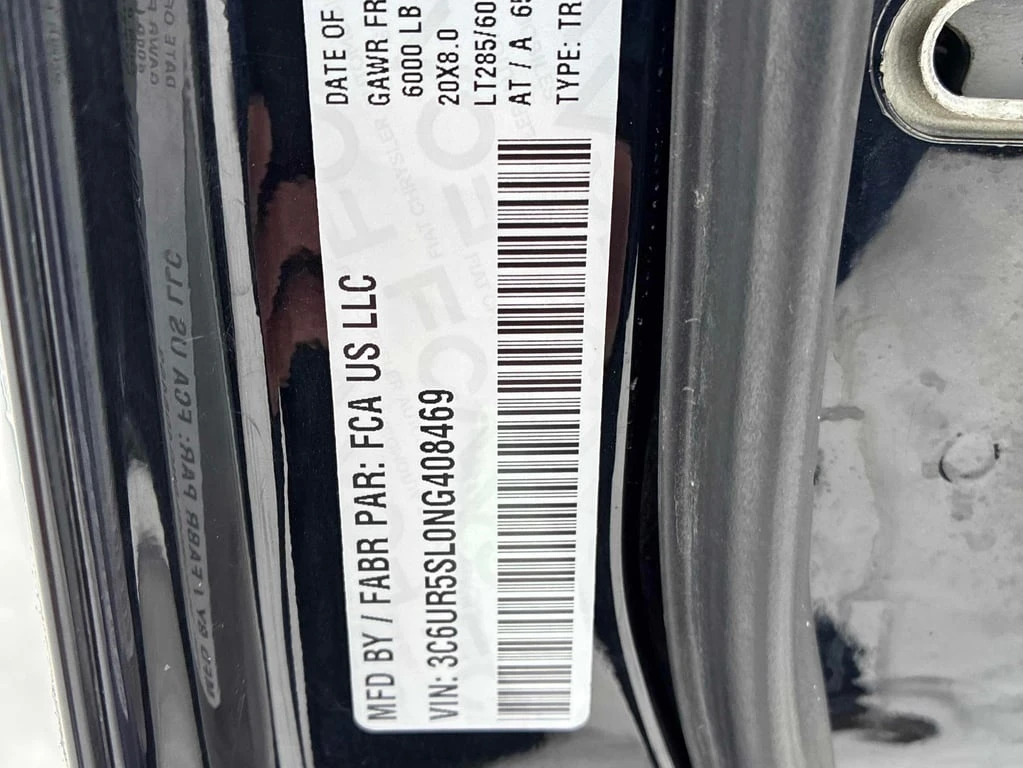 MFD BY / FABR PAR: FCA US LLC
DATE OF
VIN: 3C6UR5SL0NG408469
GAWR FR
6000 LB
20X8.0
LT285/60
AT / A 65
TYPE: TR